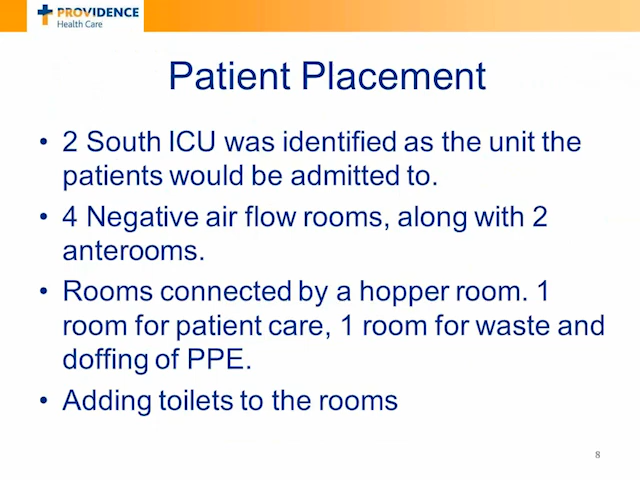 PROVIDENCE
Health Care
Patient Placement
• 2 South ICU was identified as the unit the
patients would be admitted to.
• 4 Negative air flow rooms, along with 2
anterooms.
• Rooms connected by a hopper room. 1
room for patient care, 1 room for waste and
doffing of PPE.
• Adding toilets to the rooms
8